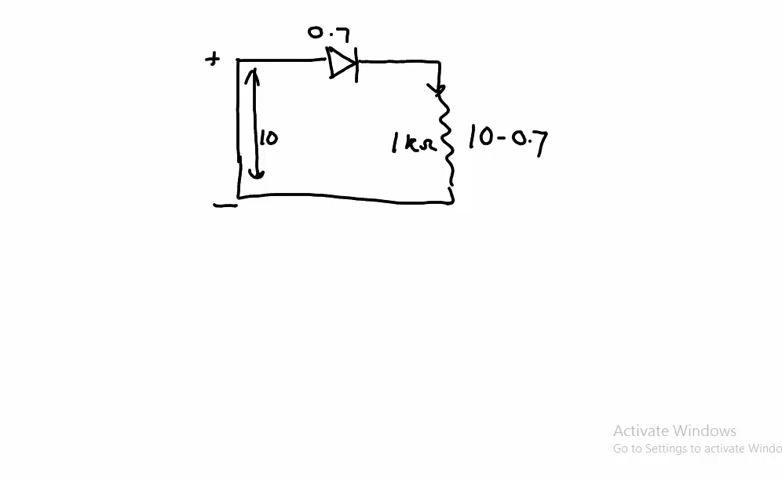 0.7
+
10
1kΩ
10-0.7
—
Activate Windows
Go to Settings to activate Windo